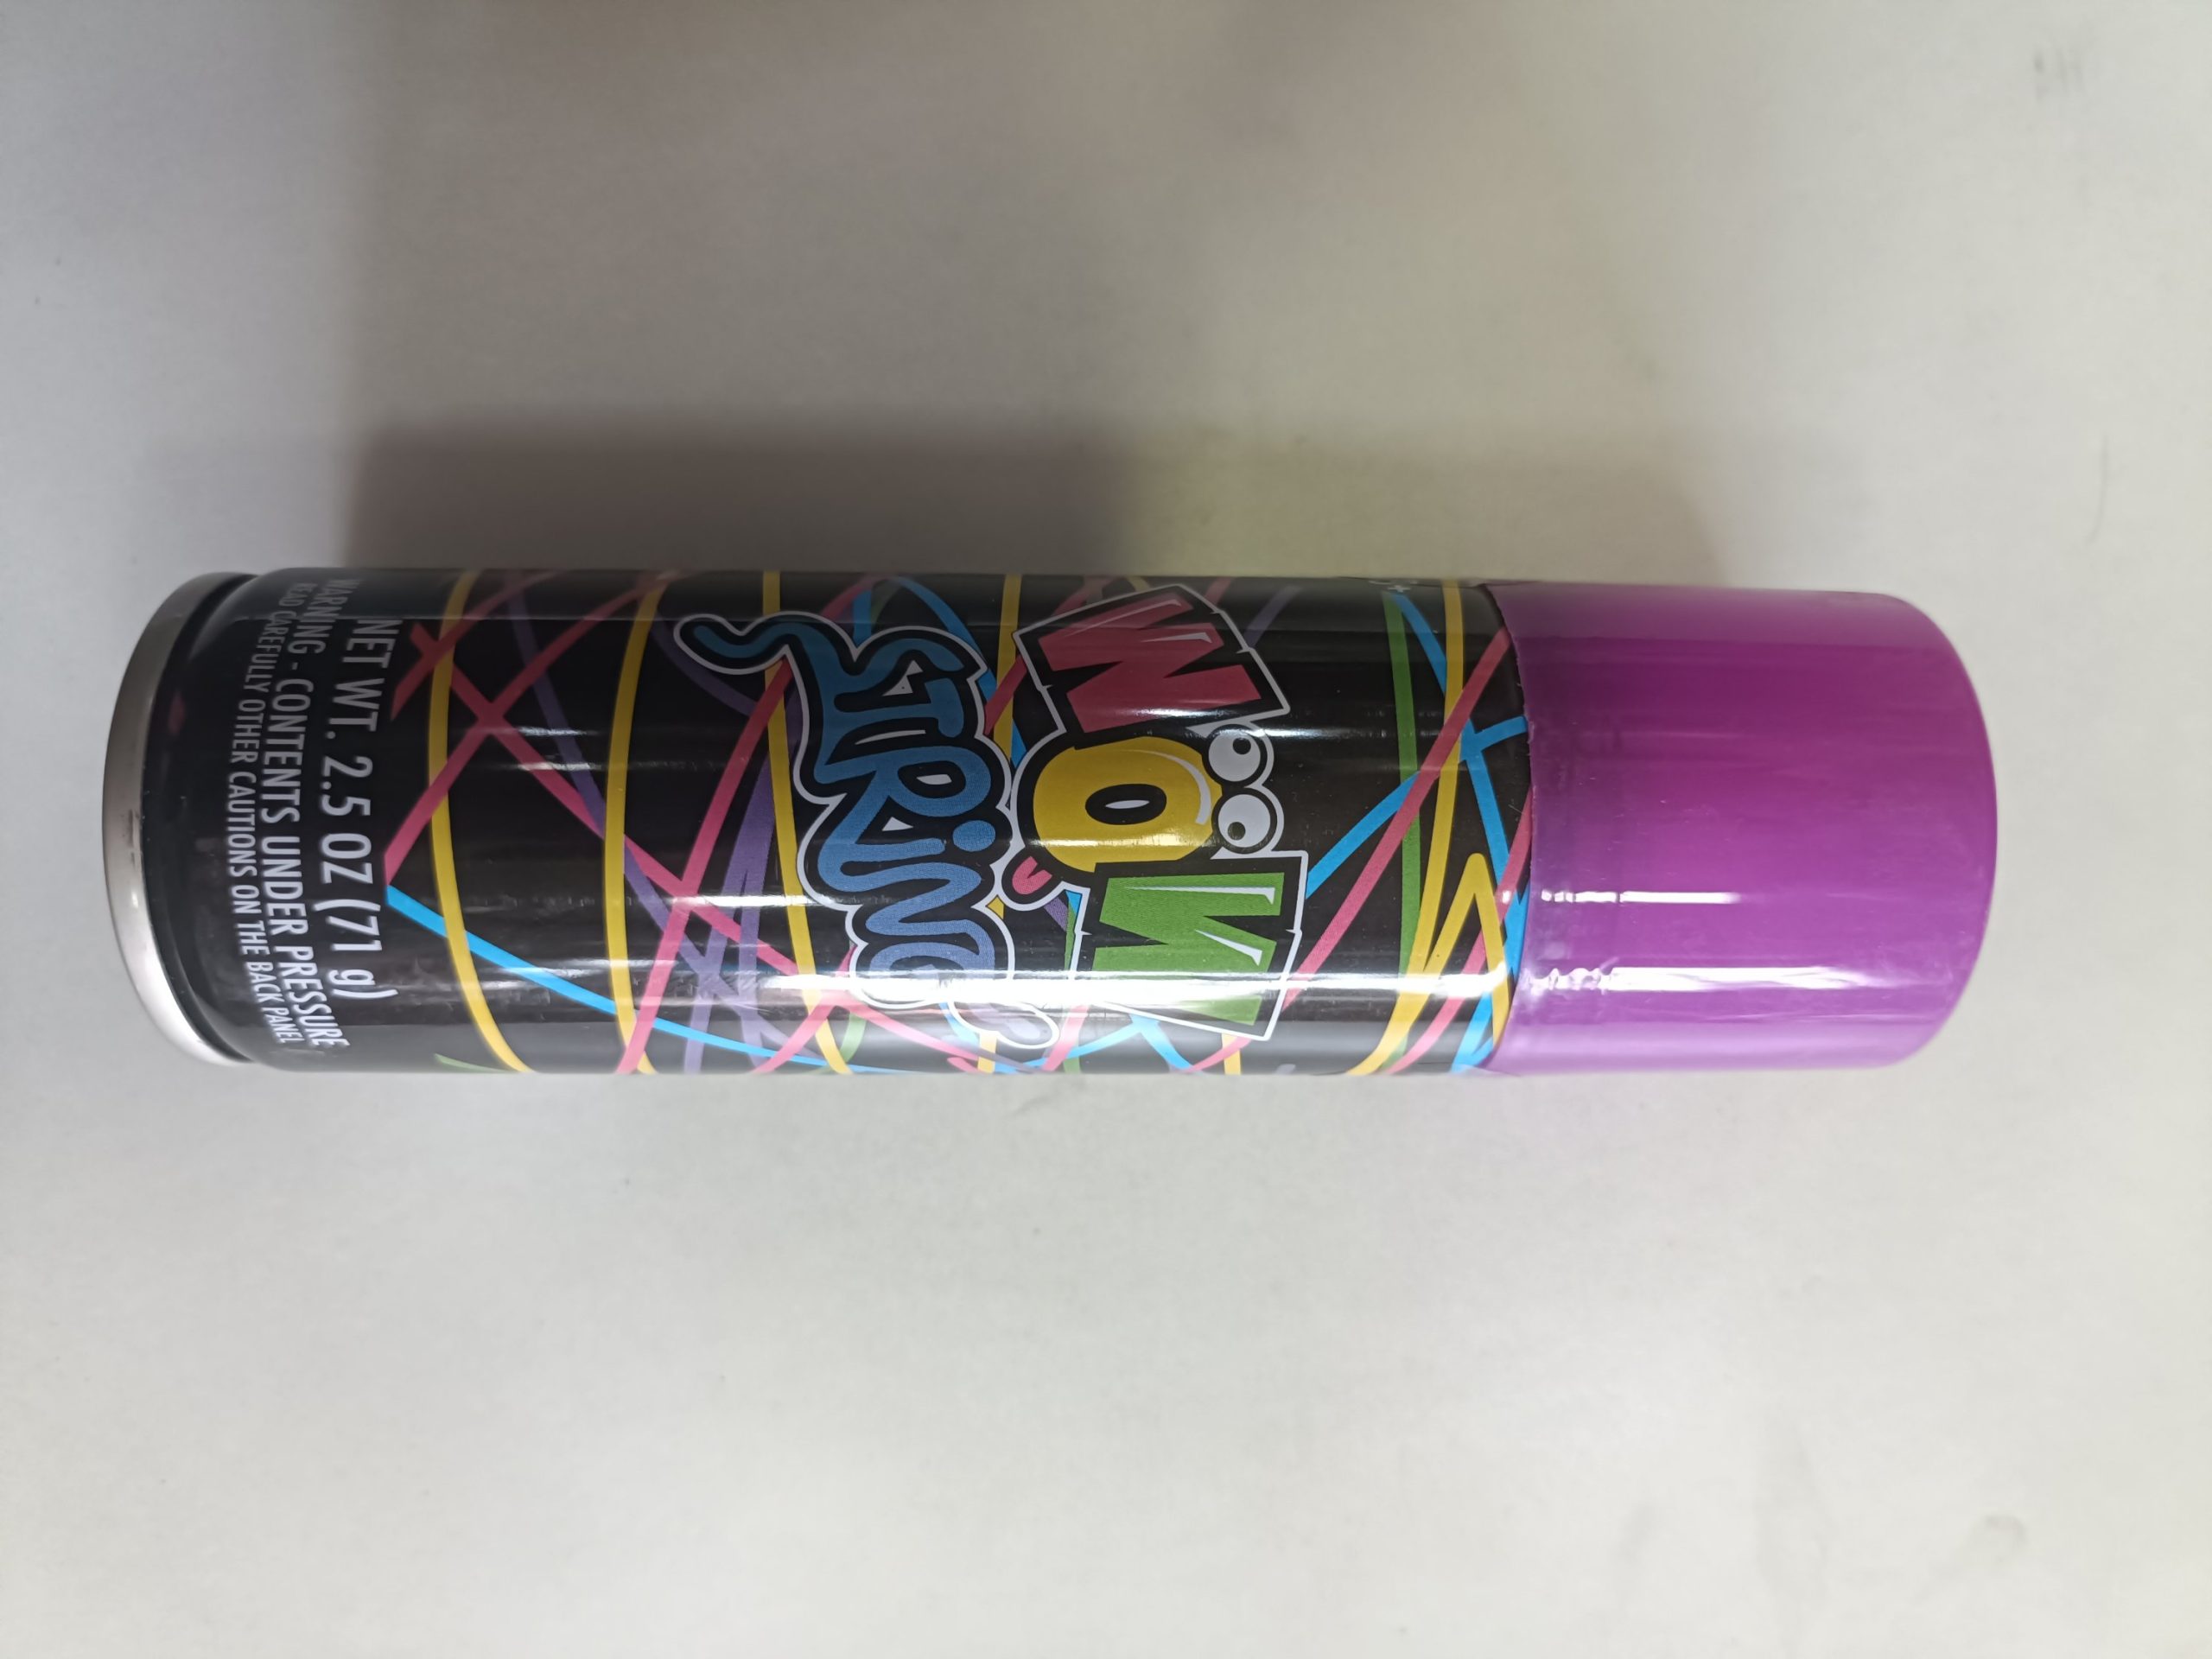 WOW
STRING
NET WT. 2.5 OZ (71 g)
WARNING - CONTENTS UNDER PRESSURE
READ CAREFULLY OTHER CAUTIONS ON THE BACK PANEL